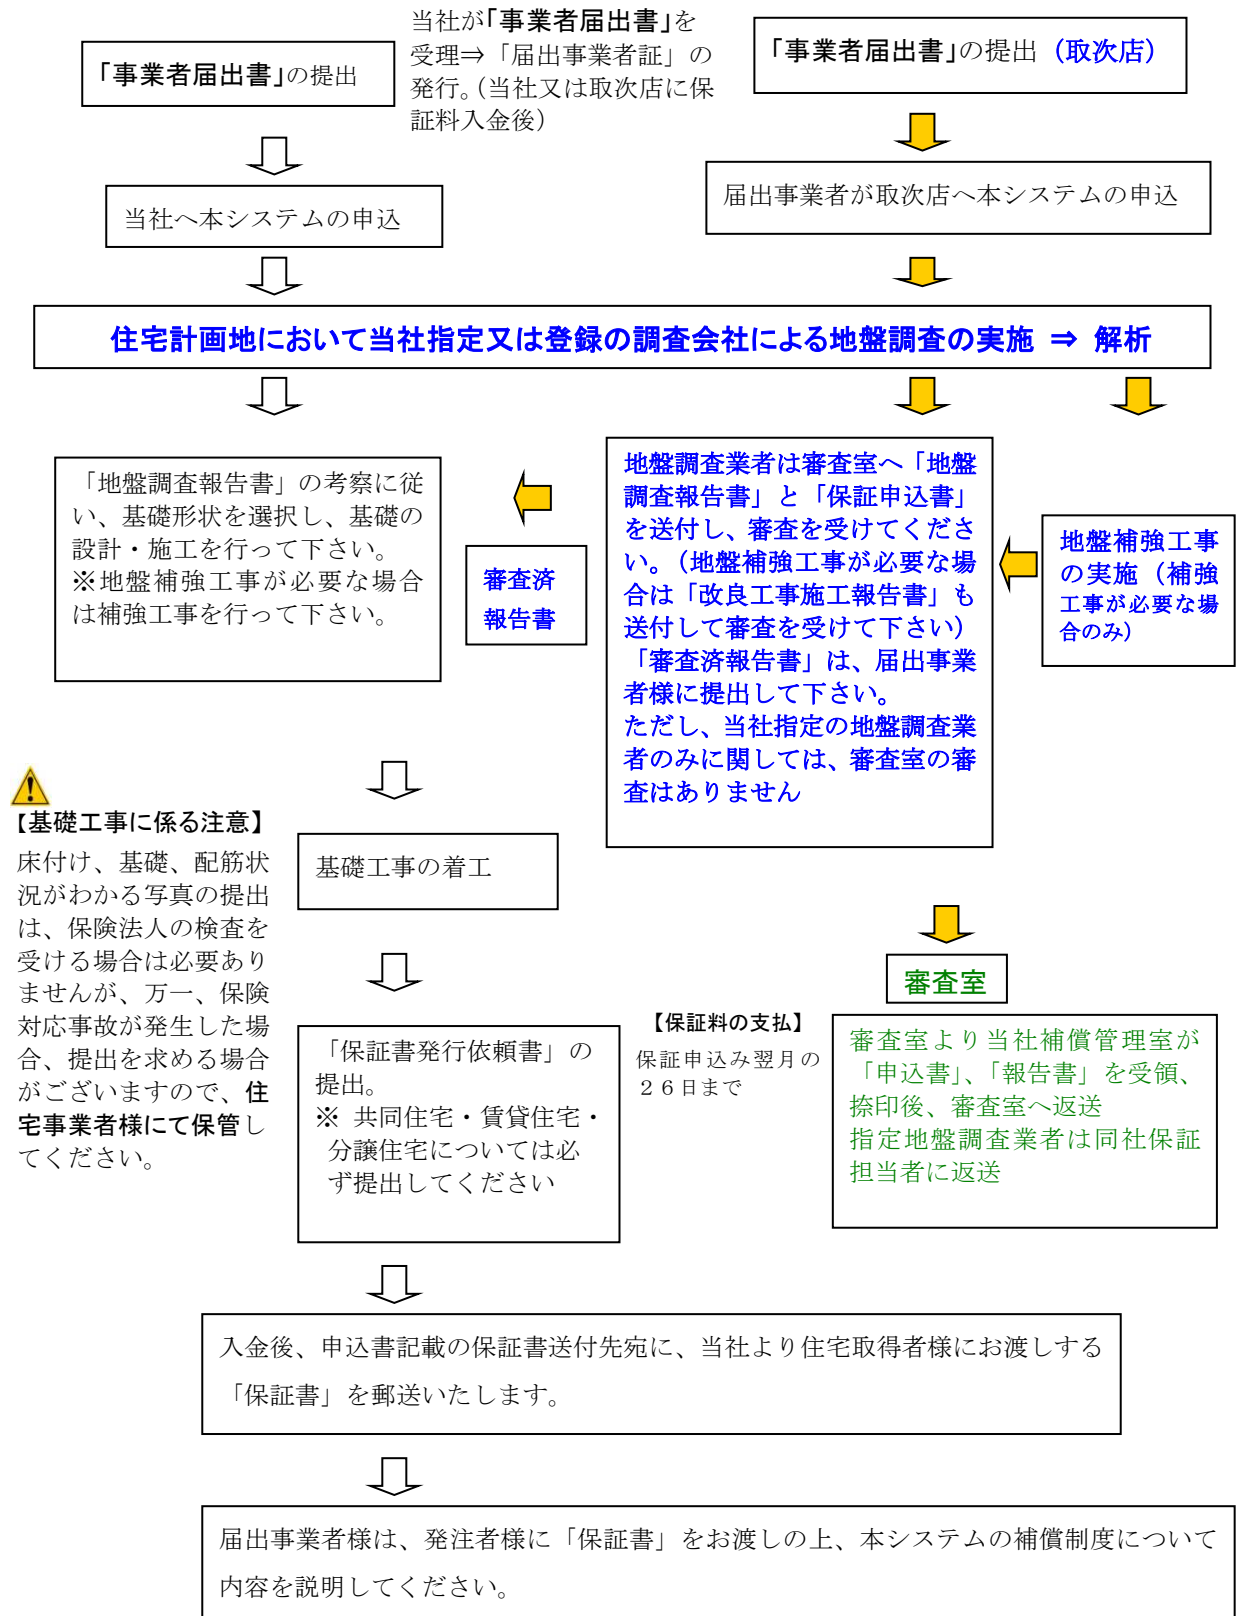 「事業者届出書」の提出
当社が「事業者届出書」を
受理⇒「届出事業者証」の
発行。(当社又は取次店に保
証料入金後)
「事業者届出書」の提出（取次店）
当社へ本システムの申込
届出事業者が取次店へ本システムの申込
住宅計画地において当社指定又は登録の調査会社による地盤調査の実施 ⇒ 解析
「地盤調査報告書」の考察に従
い、基礎形状を選択し、基礎の
設計・施工を行って下さい。
※地盤補強工事が必要な場合
は補強工事を行って下さい。
審査済
報告書
地盤調査業者は審査室へ「地盤
調査報告書」と「保証申込書」
を送付し、審査を受けてくださ
い。（地盤補強工事が必要な場
合は「改良工事施工報告書」も
送付して審査を受けて下さい）
「審査済報告書」は、届出事業
者様に提出して下さい。
ただし、当社指定の地盤調査業
者のみに関しては、審査室の審
査はありません
地盤補強工事
の実施（補強
工事が必要な場
合のみ）
【基礎工事に係る注意】
床付け、基礎、配筋状
況がわかる写真の提出
は、保険法人の検査を
受ける場合は必要あり
ませんが、万一、保険
対応事故が発生した場
合、提出を求める場合
がございますので、住
宅事業者様にて保管し
てください。
基礎工事の着工
「保証書発行依頼書」の
提出。
※ 共同住宅・賃貸住宅・
分譲住宅については必
ず提出してください
【保証料の支払】
保証申込み翌月の
２６日まで
審査室
審査室より当社補償管理室が
「申込書」、「報告書」を受領、
捺印後、審査室へ返送
指定地盤調査業者は同社保証
担当者に返送
入金後、申込書記載の保証書送付先宛に、当社より住宅取得者様にお渡しする
「保証書」を郵送いたします。
届出事業者様は、発注者様に「保証書」をお渡しの上、本システムの補償制度について
内容を説明してください。